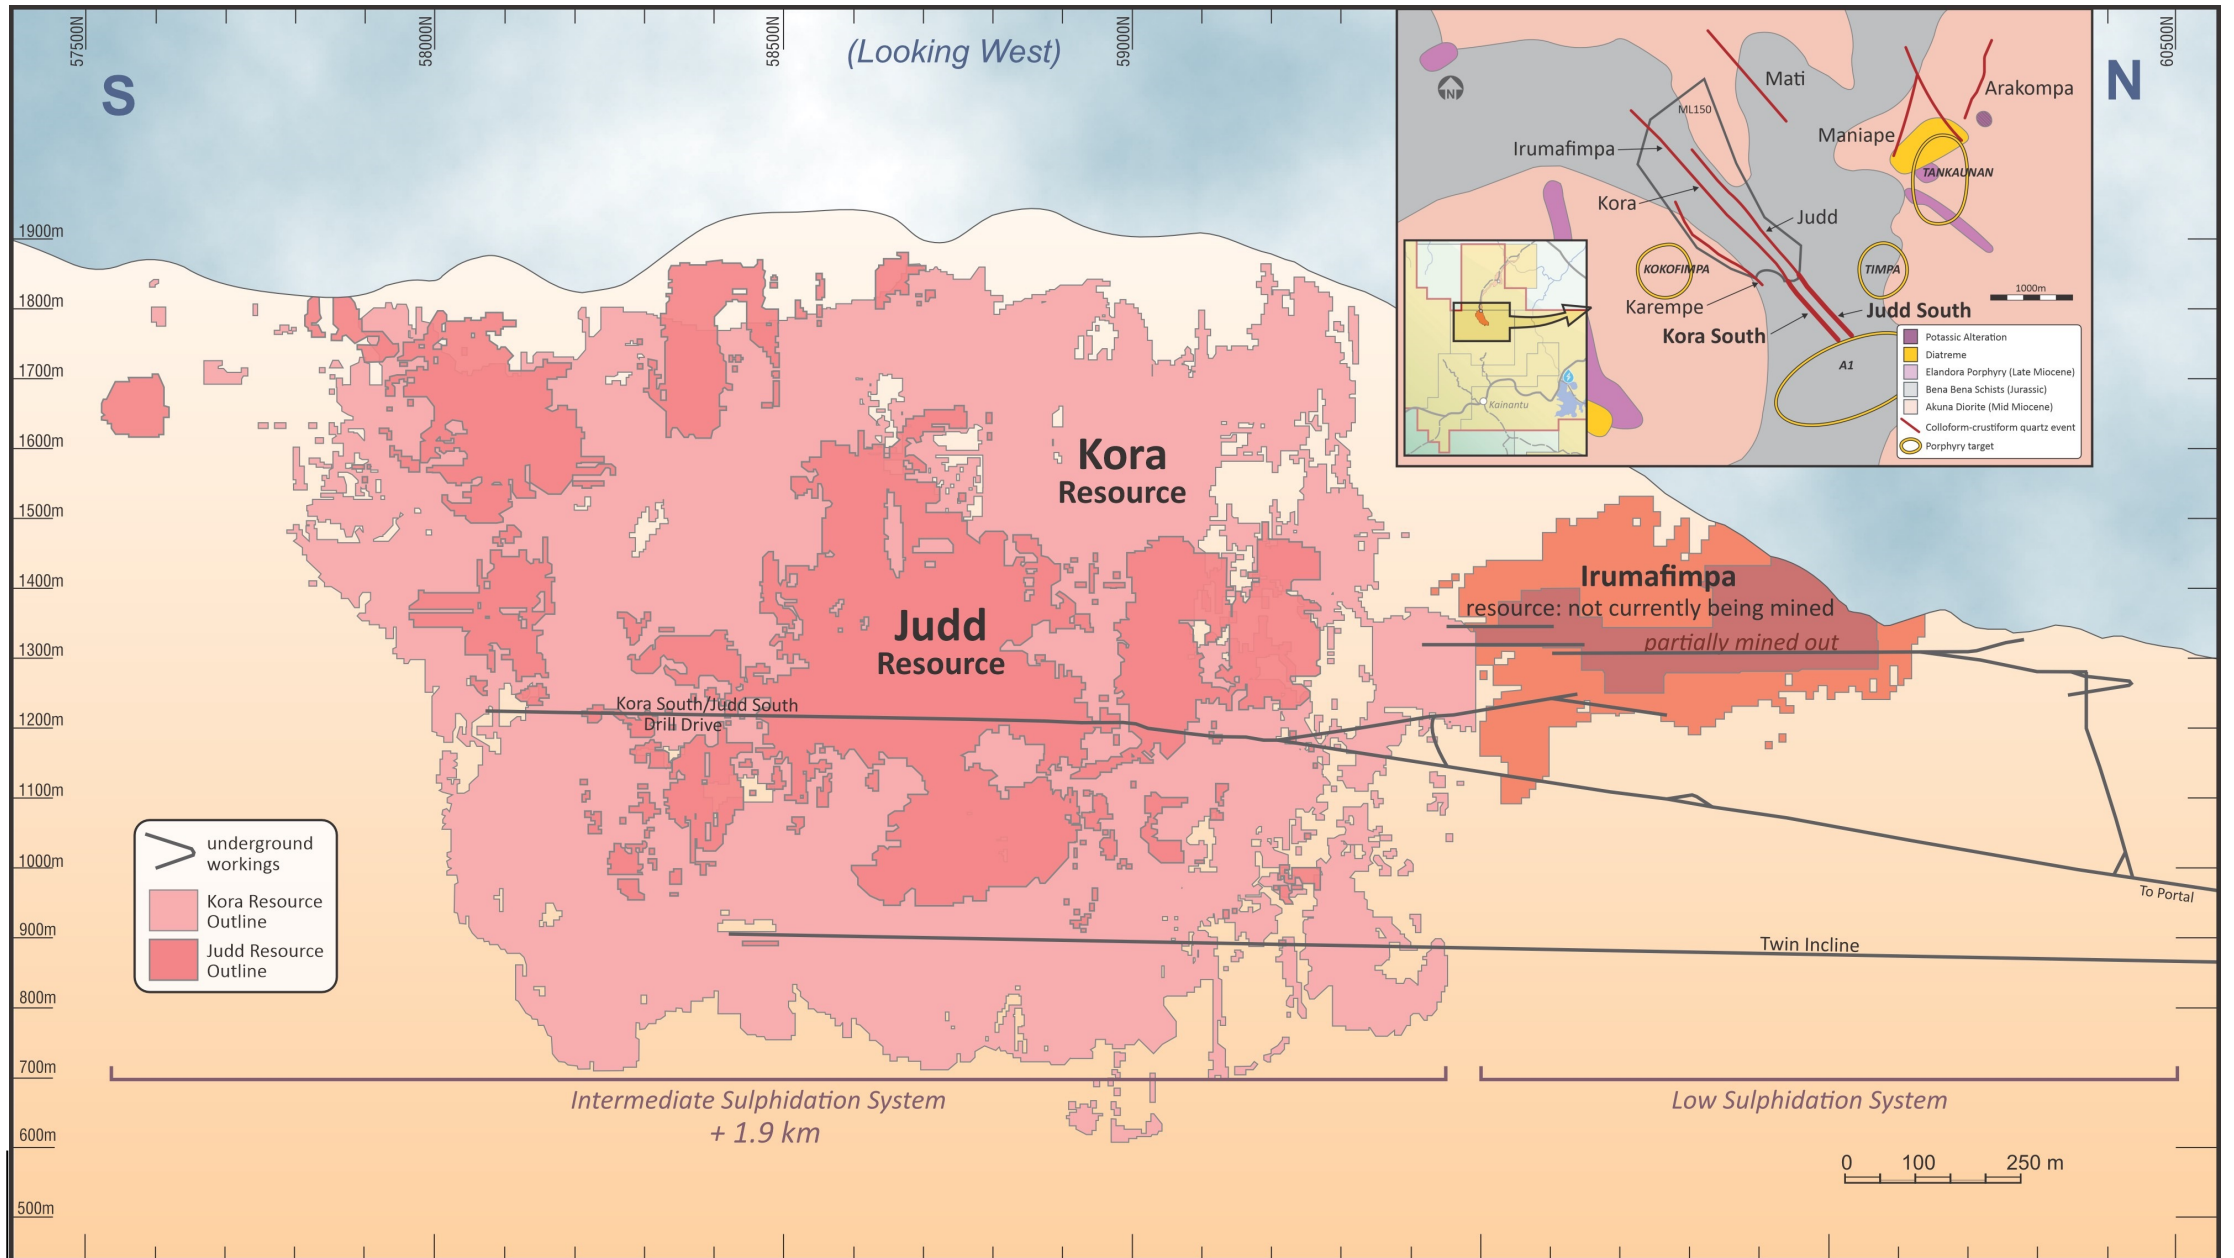 57500N
58000N
58500N
59000N
60500N
S
(Looking West)
N
1900m
1800m
1700m
1600m
1500m
1400m
1300m
1200m
1100m
1000m
900m
800m
700m
600m
500m
Mati
Arakompa
ML150
Maniape
Irumafimpa
TANKAUNAN
Kora
Judd
KOKOFIMPA
TIMPA
Karempe
1000m
Judd South
Kora South
A1
Kainantu
Potassic Alteration
Diatreme
Elandora Porphyry (Late Miocene)
Bena Bena Schists (Jurassic)
Akuna Diorite (Mid Miocene)
Colloform-crustiform quartz event
Porphyry target
Kora
Resource
Irumafimpa
resource: not currently being mined
partially mined out
Judd
Resource
Kora South/Judd South
Drill Drive
underground
workings
Kora Resource
Outline
Judd Resource
Outline
To Portal
Twin Incline
Intermediate Sulphidation System
+ 1.9 km
Low Sulphidation System
0 100 250 m